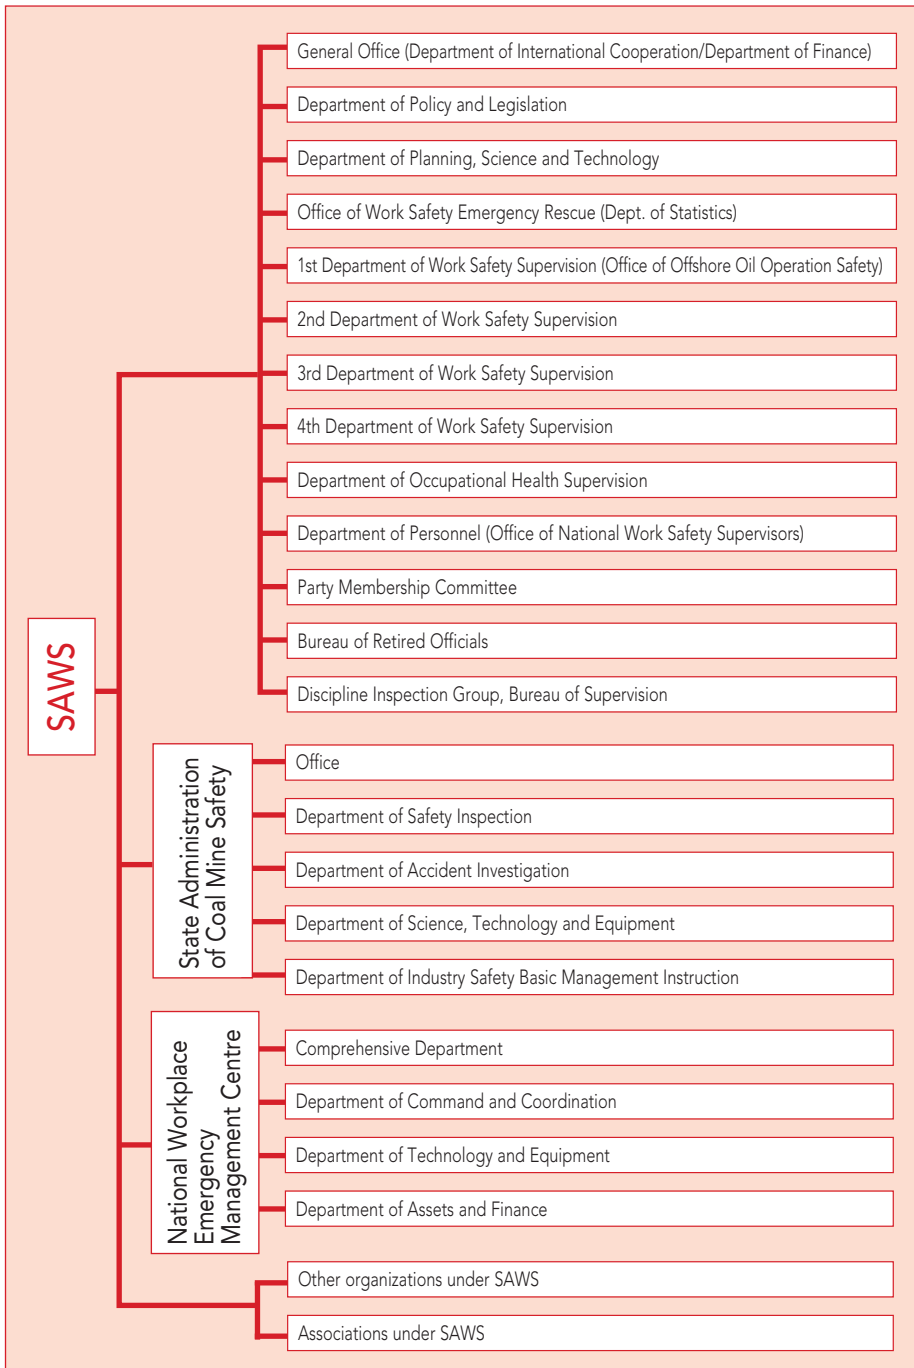 SAWS
General Office (Department of International Cooperation/Department of Finance)
Department of Policy and Legislation
Department of Planning, Science and Technology
Office of Work Safety Emergency Rescue (Dept. of Statistics)
1st Department of Work Safety Supervision (Office of Offshore Oil Operation Safety)
2nd Department of Work Safety Supervision
3rd Department of Work Safety Supervision
4th Department of Work Safety Supervision
Department of Occupational Health Supervision
Department of Personnel (Office of National Work Safety Supervisors)
Party Membership Committee
Bureau of Retired Officials
Discipline Inspection Group, Bureau of Supervision
State Administration
of Coal Mine Safety
Office
Department of Safety Inspection
Department of Accident Investigation
Department of Science, Technology and Equipment
Department of Industry Safety Basic Management Instruction
National Workplace
Emergency
Management Centre
Comprehensive Department
Department of Command and Coordination
Department of Technology and Equipment
Department of Assets and Finance
Other organizations under SAWS
Associations under SAWS